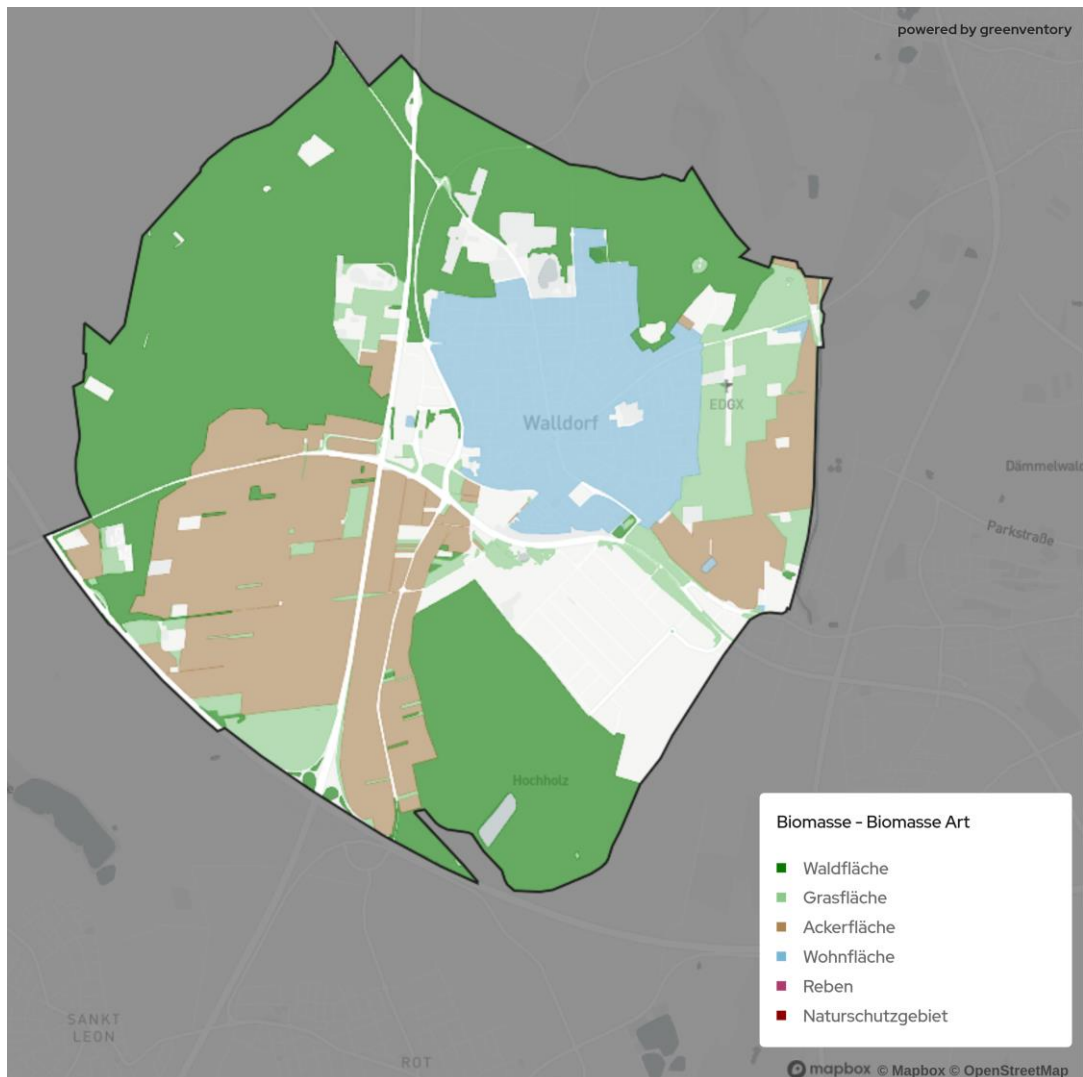 powered by greenventory
Walldorf
EDGX
Dämmelwald
Parkstraße
Hochholz
Biomasse - Biomasse Art
Waldfläche
Grasfläche
Ackerfläche
Wohnfläche
Reben
Naturschutzgebiet
SANKT
LEON
ROT
mapbox © Mapbox © OpenStreetMap